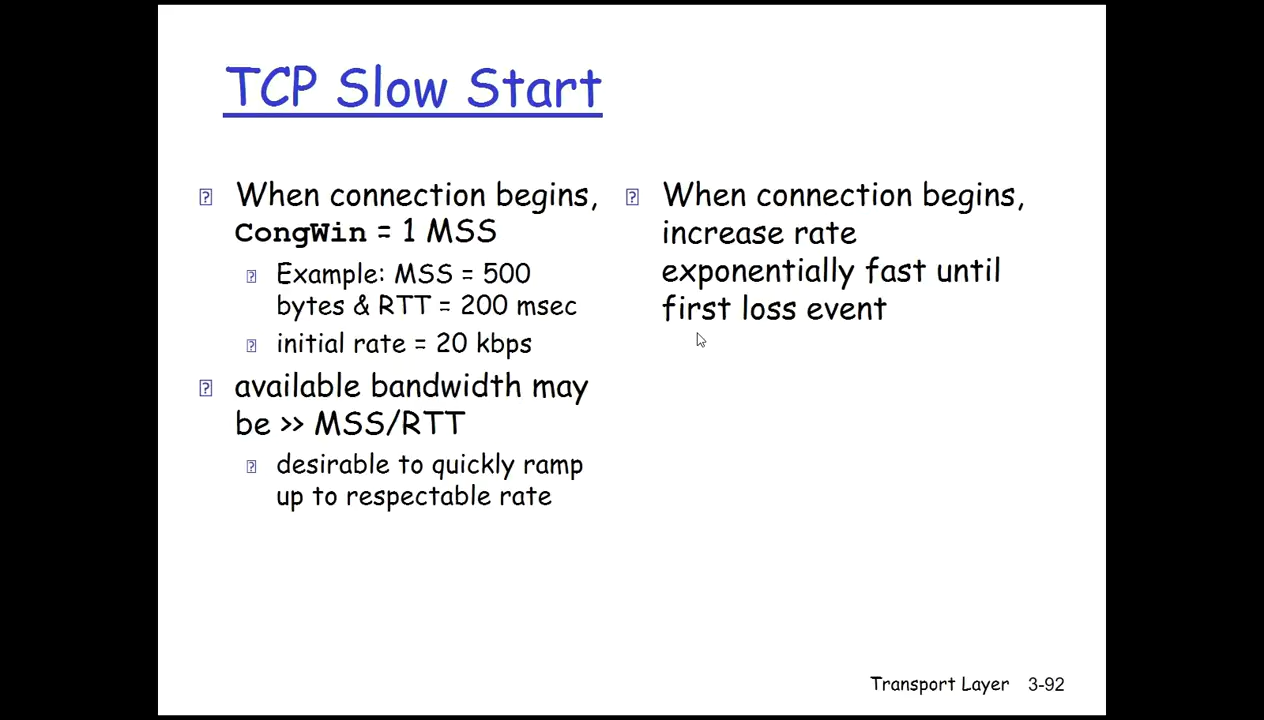 TCP Slow Start
When connection begins,
CongWin = 1 MSS
Example: MSS = 500
bytes & RTT = 200 msec
initial rate = 20 kbps
available bandwidth may
be >> MSS/RTT
desirable to quickly ramp
up to respectable rate
When connection begins,
increase rate
exponentially fast until
first loss event
Transport Layer 3-92